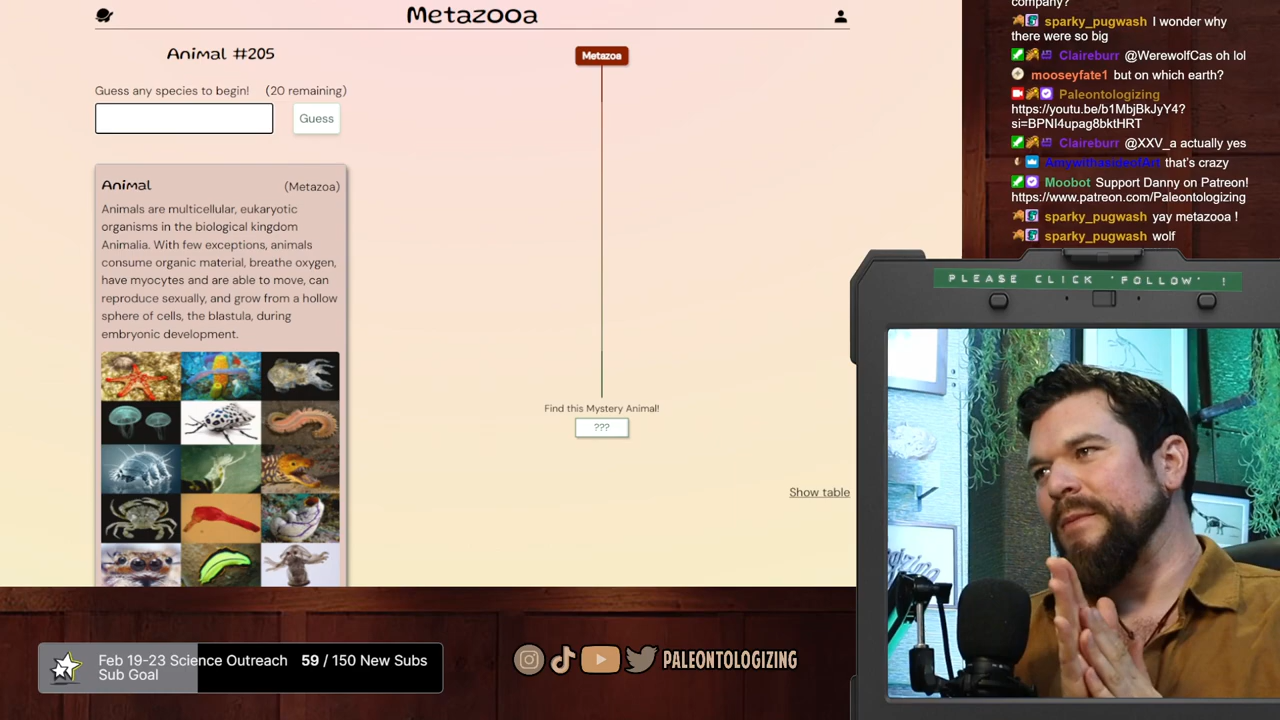 Metazooa
Animal #205
Guess any species to begin! (20 remaining)
Guess
Animal (Metazoa)
Animals are multicellular, eukaryotic
organisms in the biological kingdom
Animalia. With few exceptions, animals
consume organic material, breathe oxygen,
have myocytes and are able to move, can
reproduce sexually, and grow from a hollow
sphere of cells, the blastula, during
embryonic development.
Metazoa
Find this Mystery Animal!
???
Show table
company?
sparky_pugwash I wonder why
there were so big
Claireburr @WerewolfCas oh lol
mooseyfate1 but on which earth?
Paleontologizing
https://youtu.be/b1MbjBkJyY4?
si=BPNI4upag8bktHRT
Claireburr @XXV_a actually yes
AmywithasideofArt that's crazy
Moobot Support Danny on Patreon!
https://www.patreon.com/Paleontologizing
sparky_pugwash yay metazooa !
sparky_pugwash wolf
PLEASE CLICK 'FOLLOW' !
Feb 19-23 Science Outreach 59 / 150 New Subs
Sub Goal
PALEONTOLOGIZING